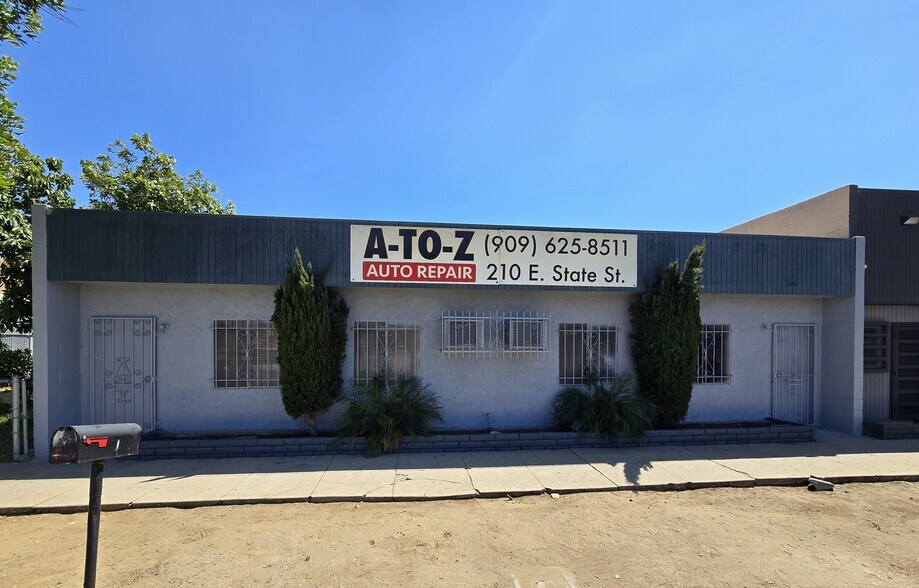 A-TO-Z
AUTO REPAIR
(909) 625-8511
210 E. State St.